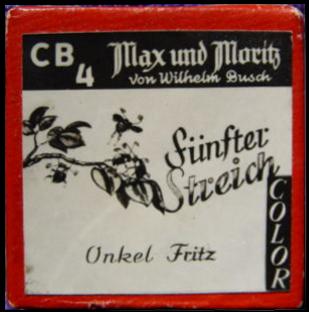 CB 4 Max und Moritz
von Wilhelm Busch
Fünfter
Streich
COLOR
Onkel Fritz